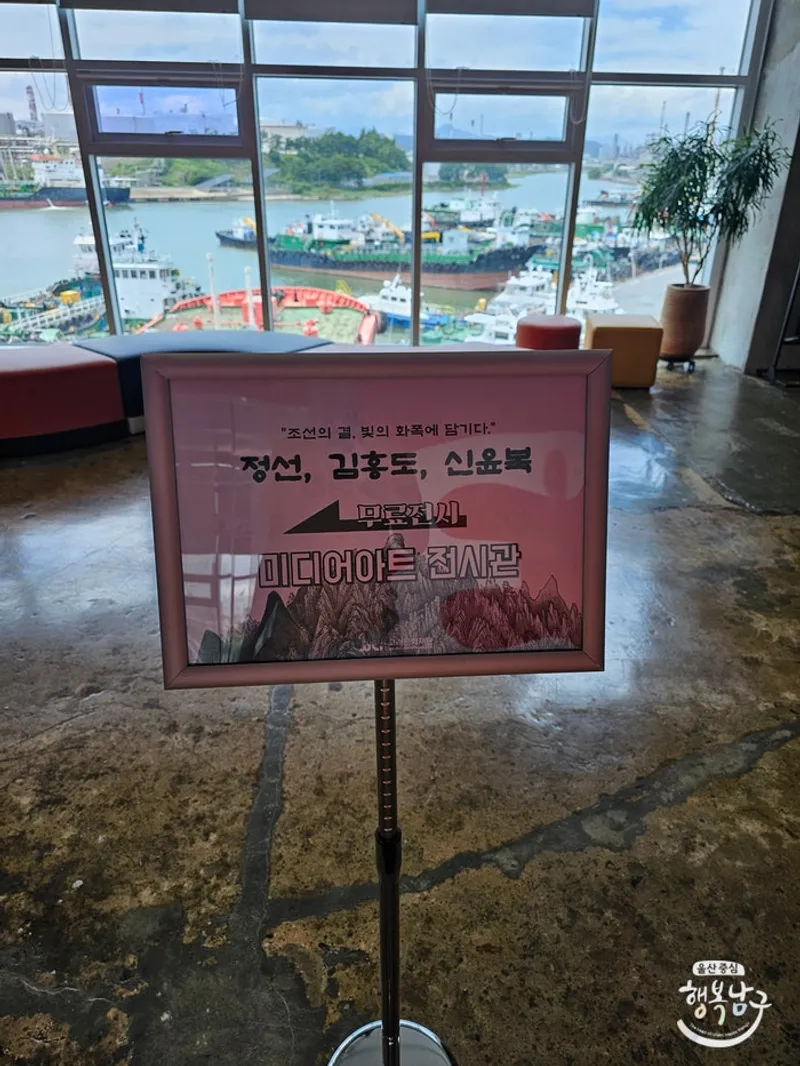 "조선의 결, 빛의 화폭에 담기다."
정선, 김홍도, 신윤복
무료전시
미디어아트 전시관
울산 중심
행복남구